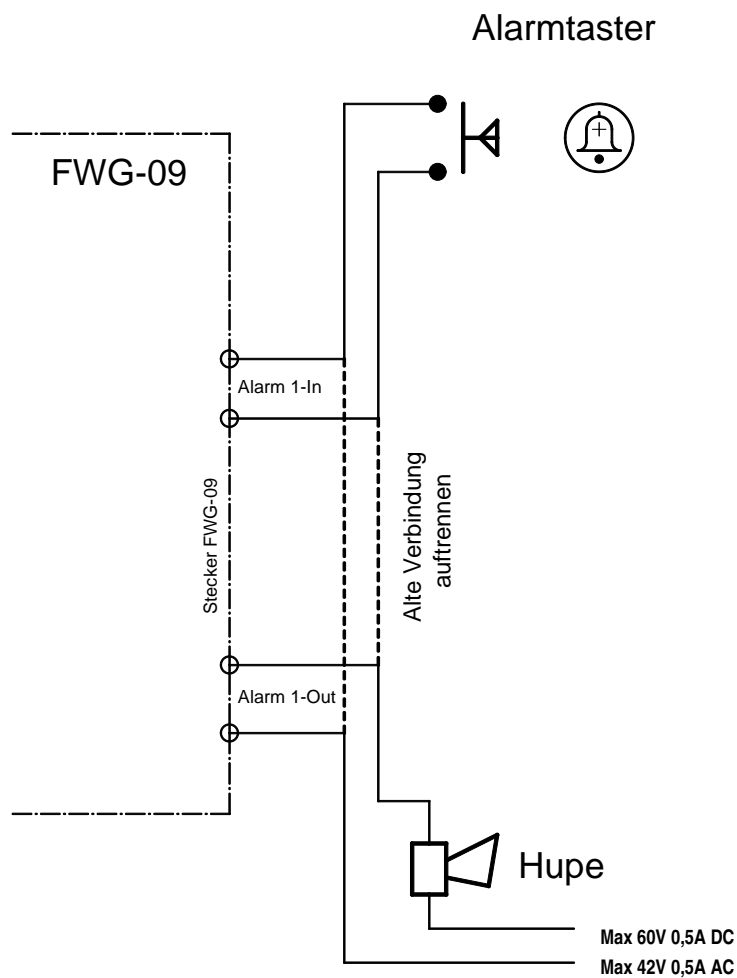 Alarmtaster
FWG-09
Alarm 1-In
Stecker FWG-09
Alte Verbindung
auftrennen
Alarm 1-Out
Hupe
Max 60V 0,5A DC
Max 42V 0,5A AC